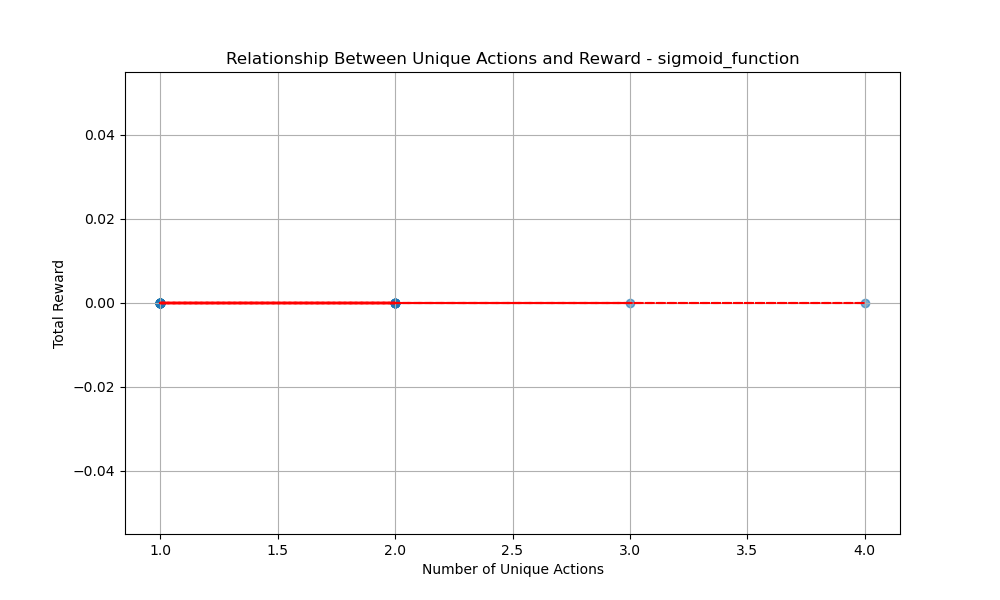 Relationship Between Unique Actions and Reward - sigmoid_function
Total Reward
0.04
0.02
0.00
−0.02
−0.04
1.0 1.5 2.0 2.5 3.0 3.5 4.0
Number of Unique Actions